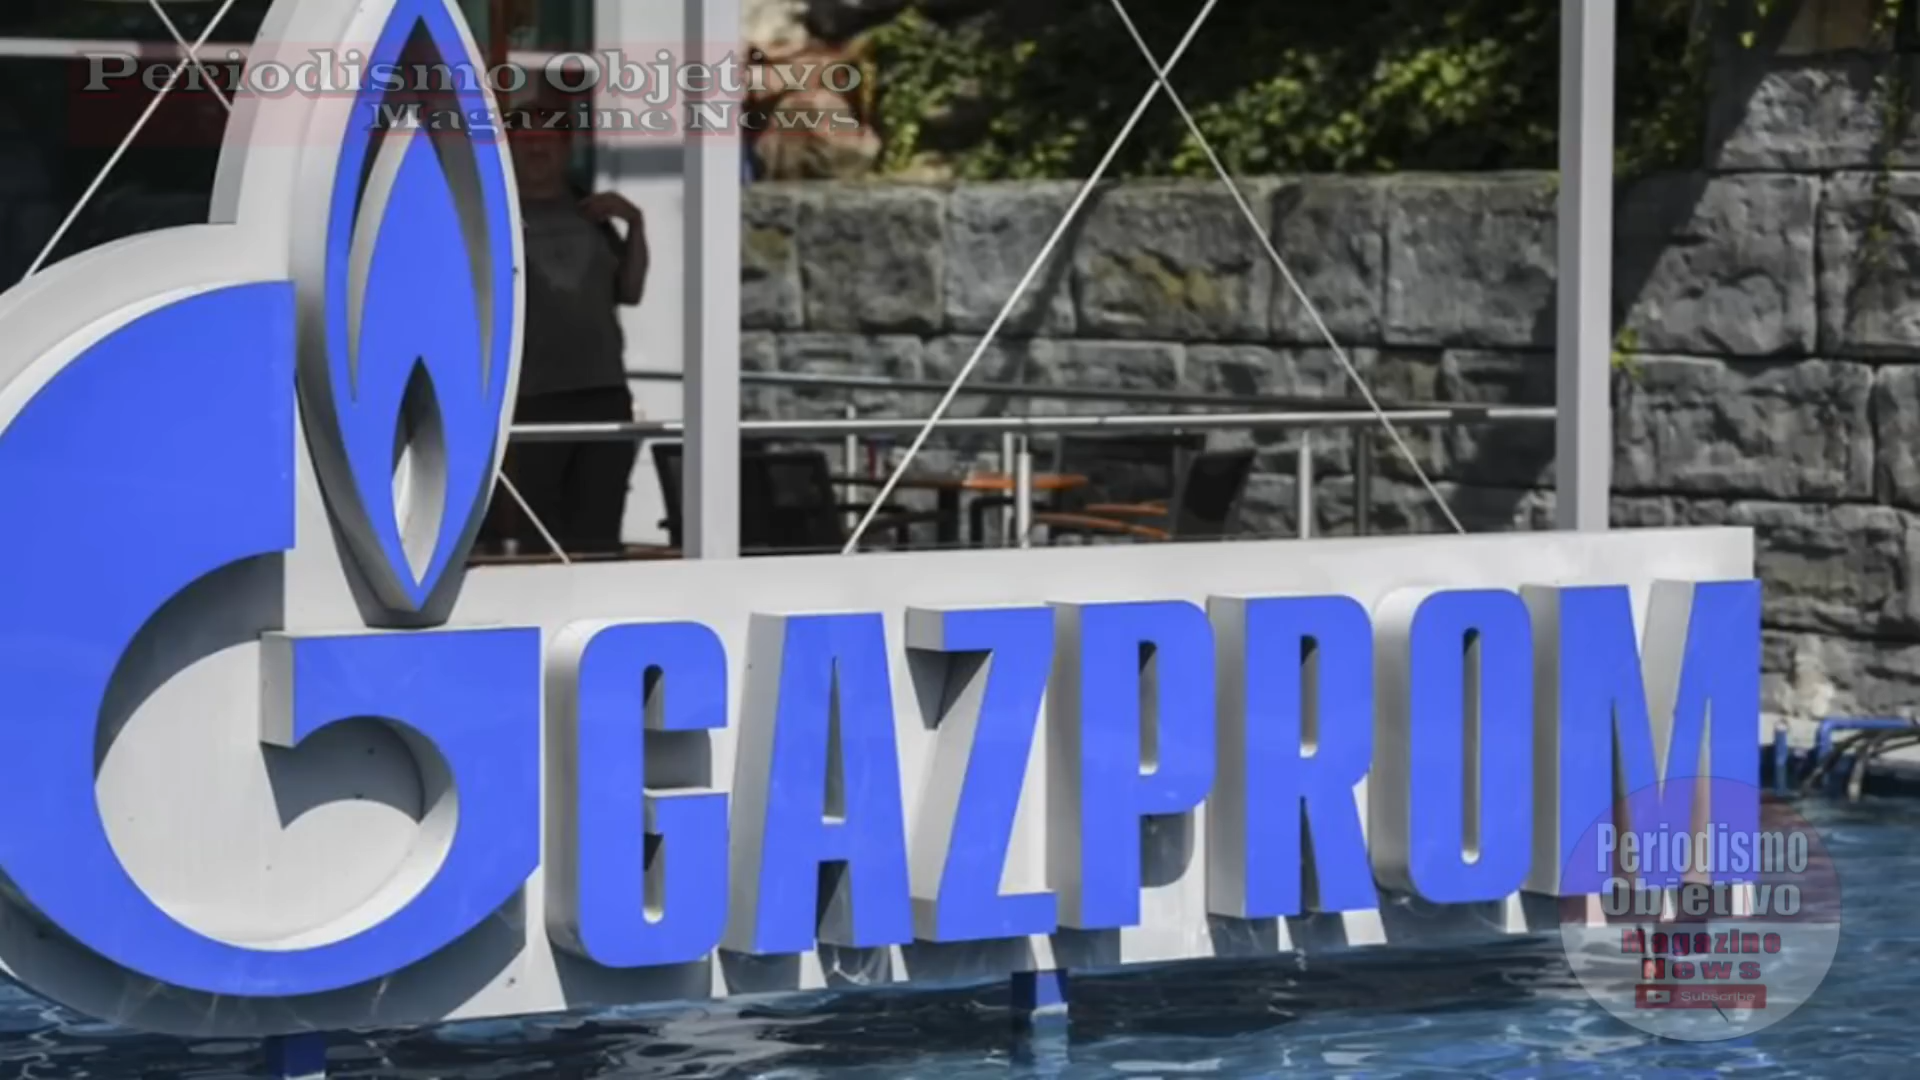 Periodismo Objetivo
Magazine News
GAZPROM
Periodismo
Objetivo
Magazine
News
Subscribe